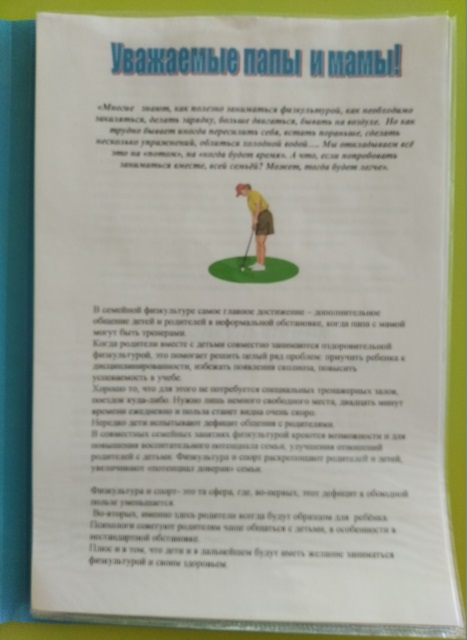 Уважаемые папы и мамы!
«Многие знают, как полезно заниматься физкультурой, как необходимо
закаляться, делать зарядку, больше двигаться, бывать на воздухе. Но как
трудно бывает иногда пересилить себя, встать пораньше, сделать
несколько упражнений, облиться холодной водой…. Мы откладываем всё
это на «потом», на «когда будет время». А что, если попробовать
заниматься вместе, всей семьёй? Может, тогда будет легче».
В семейной физкультуре самое главное достижение – дополнительное
общение детей и родителей в неформальной обстановке, когда папа с мамой
могут быть тренерами.
Когда родители вместе с детьми совместно занимаются оздоровительной
физкультурой, это помогает решить целый ряд проблем: приучить ребенка к
дисциплинированности, избежать появления сколиоза, повысить
успеваемость в учебе.
Хорошо то, что для этого не потребуется специальных тренажерных залов,
поездок куда-либо. Нужно лишь немного свободного места, двадцать минут
времени ежедневно и польза станет видна очень скоро.
Нередко дети испытывают дефицит общения с родителями.
В совместных семейных занятиях физкультурой кроются возможности и для
повышения воспитательного потенциала семьи, улучшения отношений
родителей с детьми. Физкультура и спорт раскрепощают родителей и детей,
увеличивают «потенциал доверия» семьи.
Физкультура и спорт- это та сфера, где, во-первых, этот дефицит к обоюдной
пользе уменьшается.
Во-вторых, именно здесь родители всегда будут образцом для ребёнка.
Психологи советуют родителям чаще общаться с детьми, в особенности в
нестандартной обстановке.
Плюс и в том, что дети и в дальнейшем будут иметь желание заниматься
физкультурой и своим здоровьем.